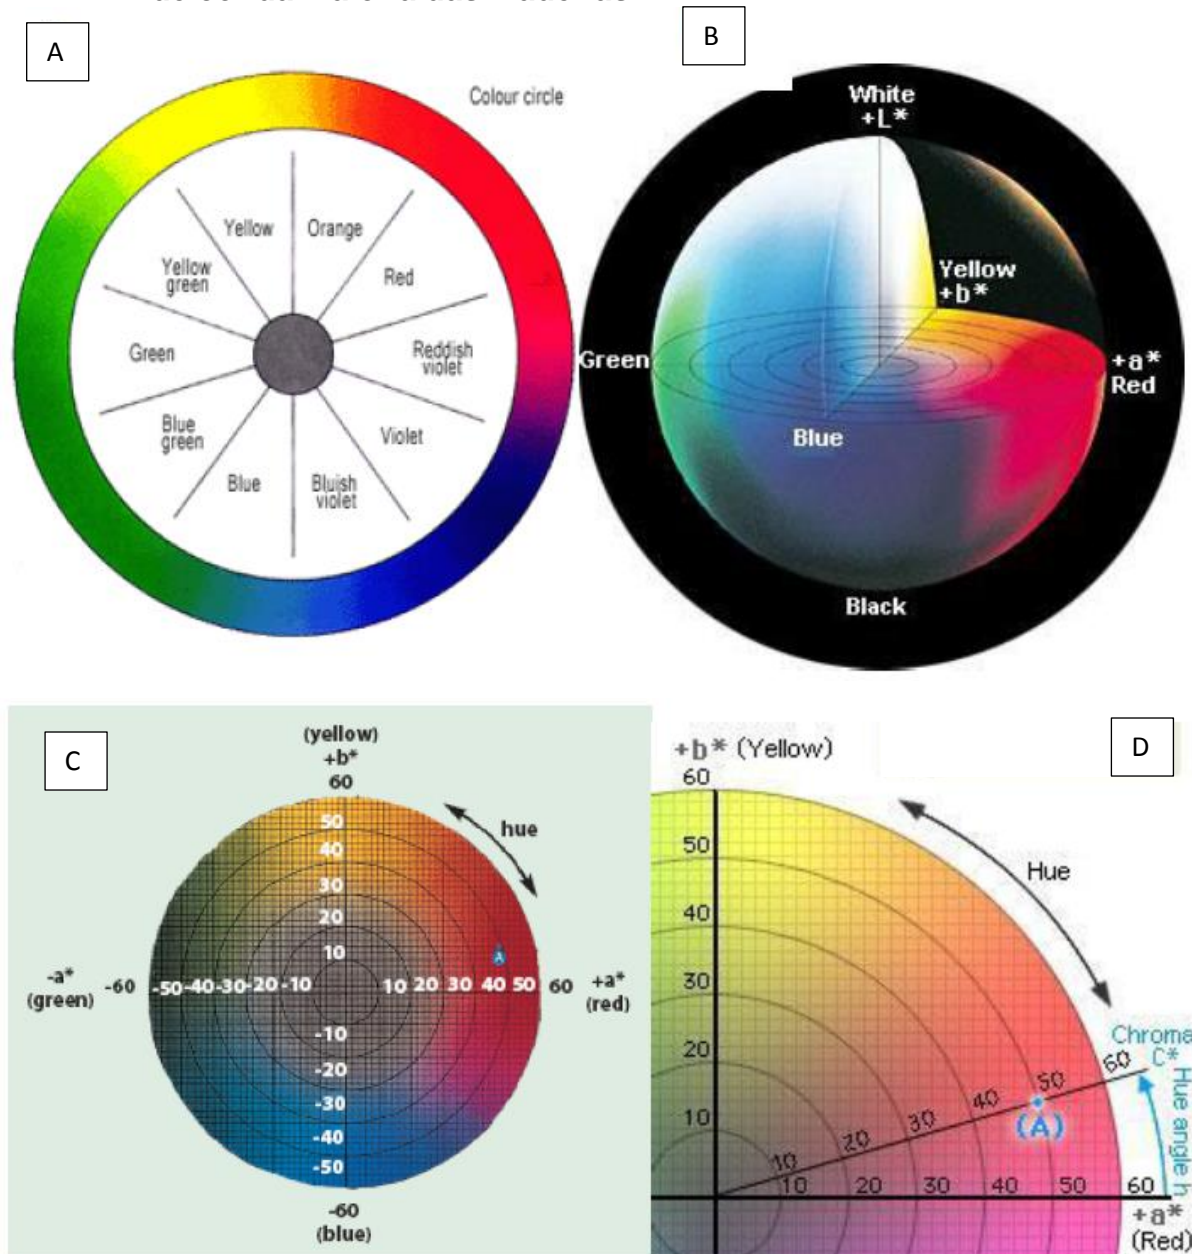 A
Colour circle
Yellow
Orange
Yellow
green
Red
Green
Reddish
violet
Blue
green
Violet
Blue
Bluish
violet
B
White
+L*
Yellow
+b*
Green
+a*
Red
Blue
Black
C
(yellow)
+b*
60
50
40
30
20
10
hue
A
-a*
(green)
-60 -50 -40 -30 -20 -10 10 20 30 40 50 60
+a*
(red)
-10
-20
-30
-40
-50
-60
(blue)
D
+b* (Yellow)
60
50
40
30
20
10
Hue
Chroma
C*
10 20 30 40 50 60
(A)
Hue angle h
10 20 30 40 50 60
+a*
(Red)